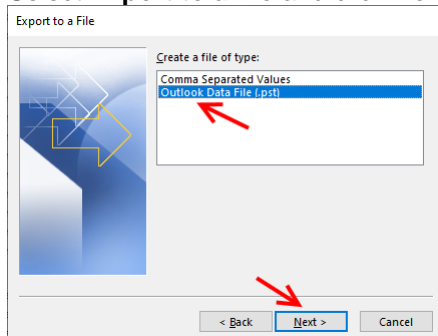 Export to a File
Create a file of type:
Comma Separated Values
Outlook Data File (.pst)
< Back Next > Cancel